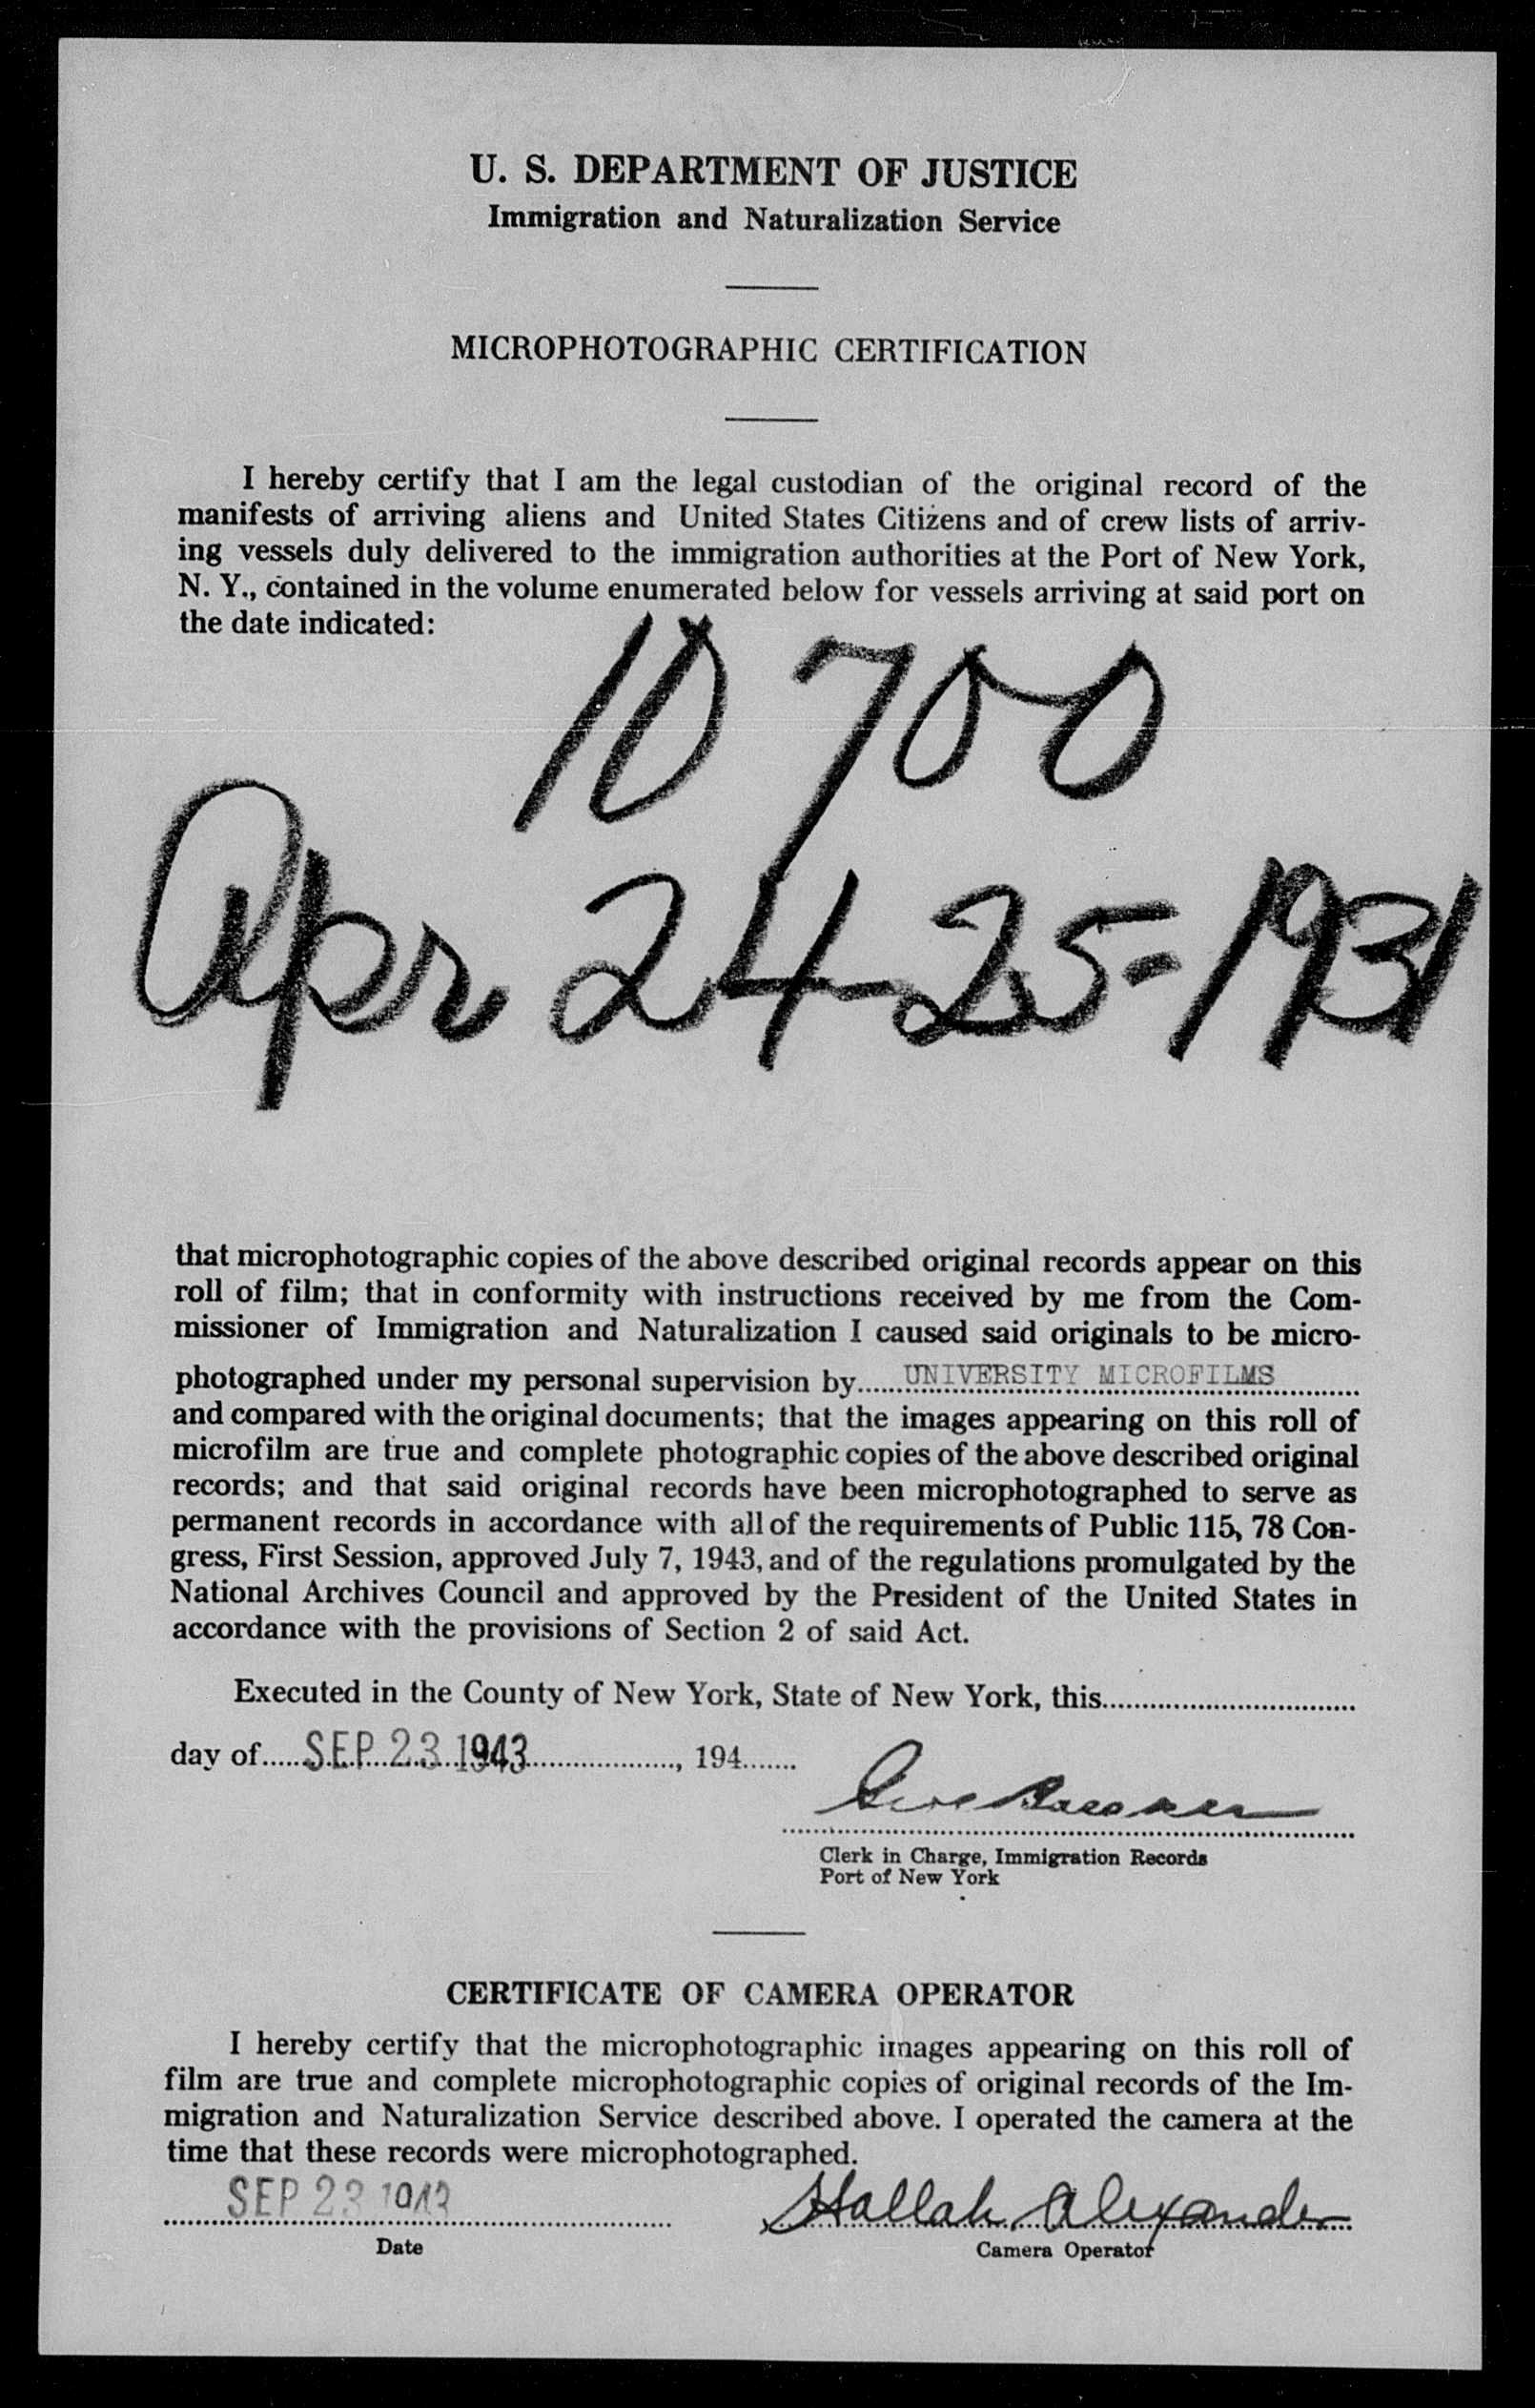 U. S. DEPARTMENT OF JUSTICE
Immigration and Naturalization Service
MICROPHOTOGRAPHIC CERTIFICATION
I hereby certify that I am the legal custodian of the original record of the
manifests of arriving aliens and United States Citizens and of crew lists of arriv-
ing vessels duly delivered to the immigration authorities at the Port of New York,
N. Y., contained in the volume enumerated below for vessels arriving at said port on
the date indicated:
10700
Apr 24-25-1931
that microphotographic copies of the above described original records appear on this
roll of film; that in conformity with instructions received by me from the Com-
missioner of Immigration and Naturalization I caused said originals to be micro-
photographed under my personal supervision by UNIVERSITY MICROFILMS
and compared with the original documents; that the images appearing on this roll of
microfilm are true and complete photographic copies of the above described original
records; and that said original records have been microphotographed to serve as
permanent records in accordance with all of the requirements of Public 115, 78 Con-
gress, First Session, approved July 7, 1943, and of the regulations promulgated by the
National Archives Council and approved by the President of the United States in
accordance with the provisions of Section 2 of said Act.
Executed in the County of New York, State of New York, this
day of SEP 23 1943, 194
Clerk in Charge, Immigration Records
Port of New York
CERTIFICATE OF CAMERA OPERATOR
I hereby certify that the microphotographic images appearing on this roll of
film are true and complete microphotographic copies of original records of the Im-
migration and Naturalization Service described above. I operated the camera at the
time that these records were microphotographed.
SEP 23 1943 Hallah Alexander
Date Camera Operator